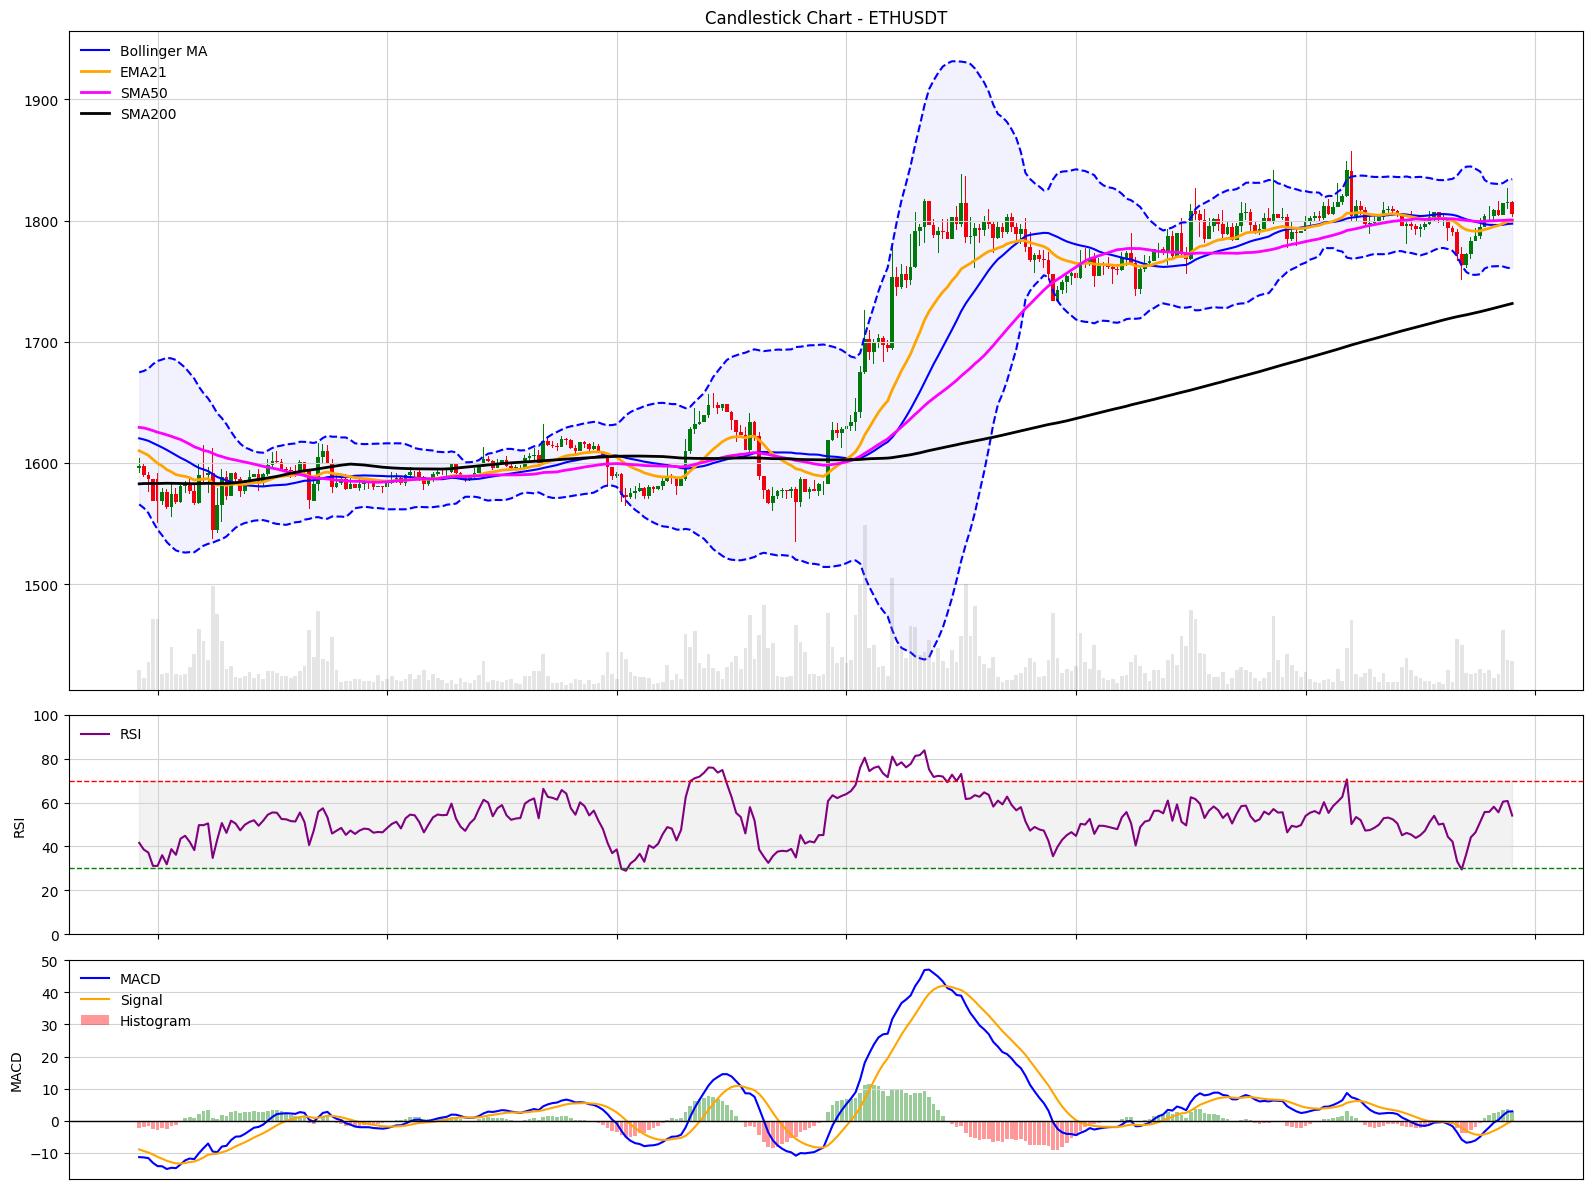 Candlestick Chart - ETHUSDT
Bollinger MA
EMA21
SMA50
SMA200
1900
1800
1700
1600
1500
RSI
100
80
60
40
20
0
RSI
MACD
Signal
Histogram
50
40
30
20
10
0
−10
MACD